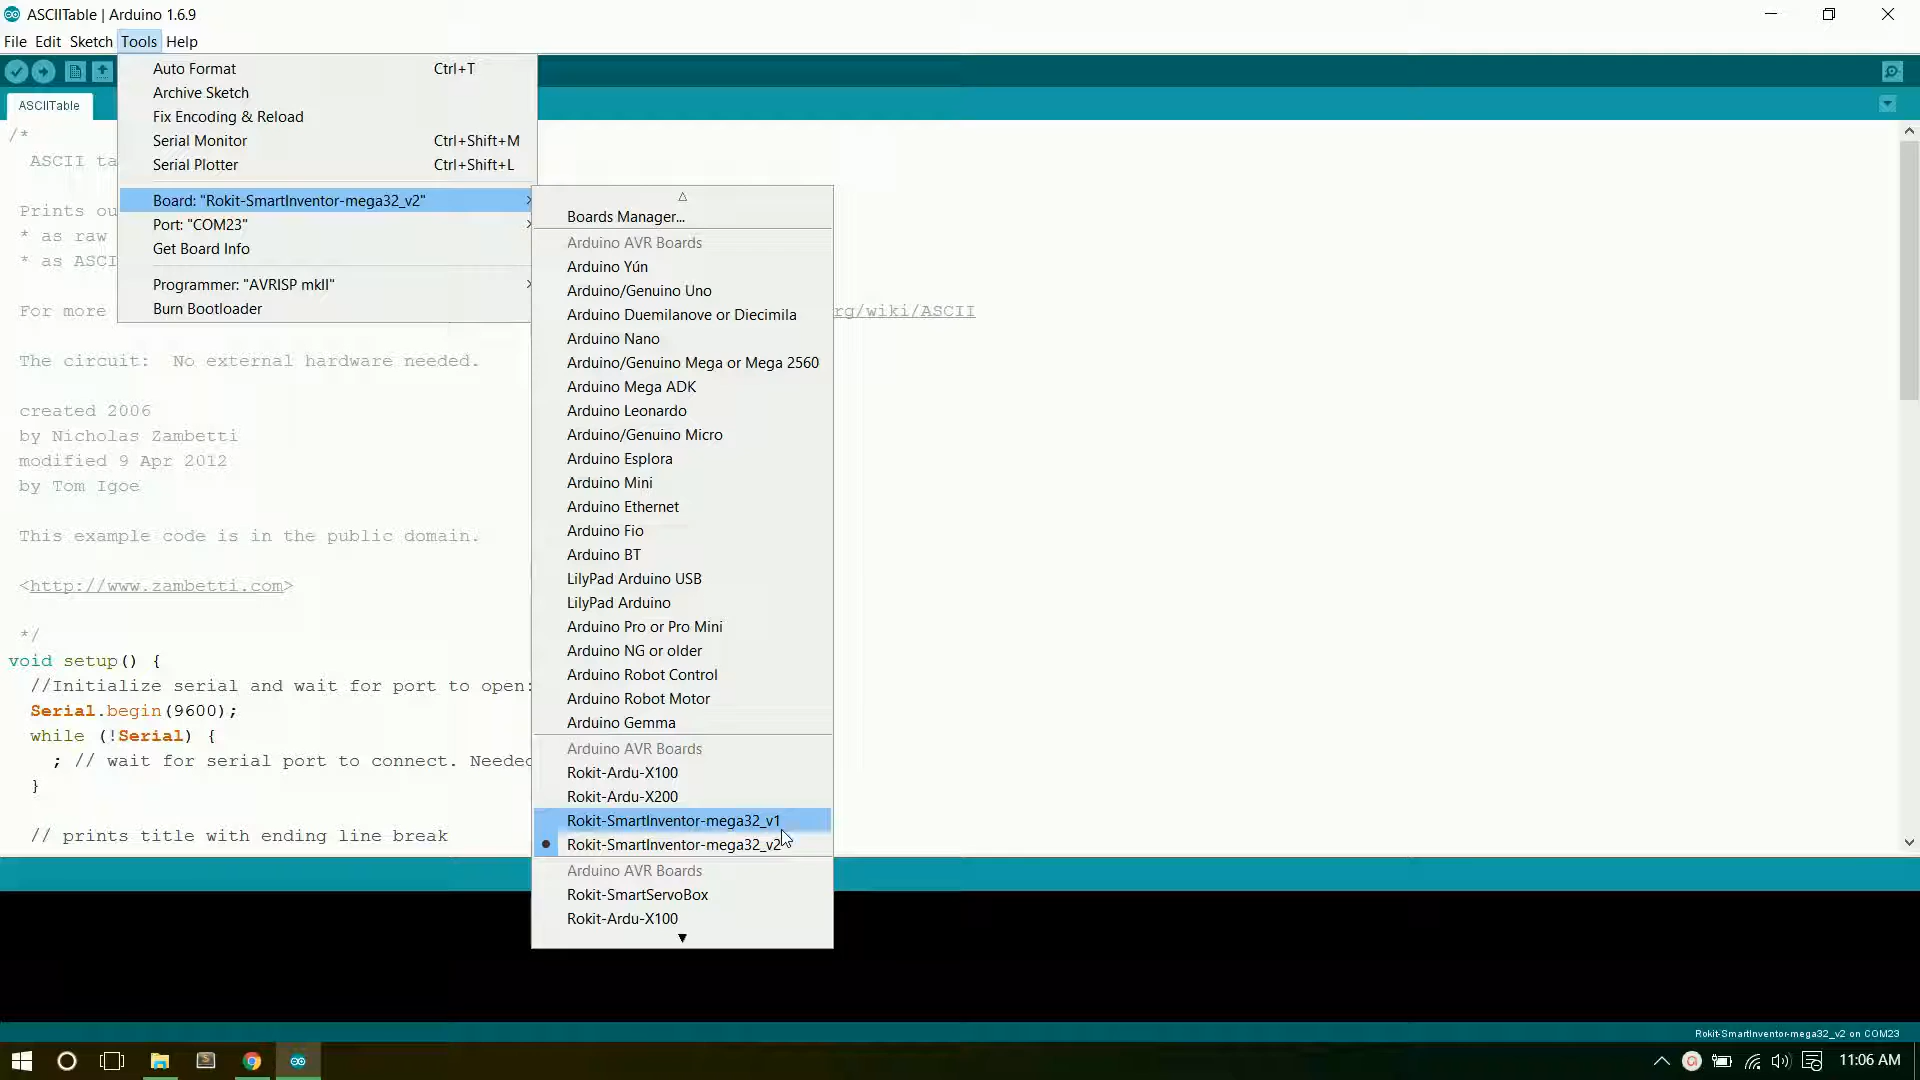 ASCIITable | Arduino 1.6.9
File Edit Sketch Tools Help
Auto Format Ctrl+T
Archive Sketch
Fix Encoding & Reload
Serial Monitor Ctrl+Shift+M
Serial Plotter Ctrl+Shift+L
Board: "Rokit-SmartInventor-mega32_v2"
Port: "COM23"
Get Board Info
Programmer: "AVRISP mkII"
Burn Bootloader
Boards Manager...
Arduino AVR Boards
Arduino Yún
Arduino/Genuino Uno
Arduino Duemilanove or Diecimila
Arduino Nano
Arduino/Genuino Mega or Mega 2560
Arduino Mega ADK
Arduino Leonardo
Arduino/Genuino Micro
Arduino Esplora
Arduino Mini
Arduino Ethernet
Arduino Fio
Arduino BT
LilyPad Arduino USB
LilyPad Arduino
Arduino Pro or Pro Mini
Arduino NG or older
Arduino Robot Control
Arduino Robot Motor
Arduino Gemma
Arduino AVR Boards
Rokit-Ardu-X100
Rokit-Ardu-X200
Rokit-SmartInventor-mega32_v1
Rokit-SmartInventor-mega32_v2
Arduino AVR Boards
Rokit-SmartServoBox
Rokit-Ardu-X100
ASCIITable
/*
ASCII ta
Prints ou
* as raw
* as ASCI
For more rg/wiki/ASCII
The circuit: No external hardware needed.
created 2006
by Nicholas Zambetti
modified 9 Apr 2012
by Tom Igoe
This example code is in the public domain.
<http://www.zambetti.com>
*/
void setup() {
//Initialize serial and wait for port to open:
Serial.begin(9600);
while (!Serial) {
; // wait for serial port to connect. Needed
}
// prints title with ending line break
Rokit-SmartInventor-mega32_v2 on COM23
11:06 AM